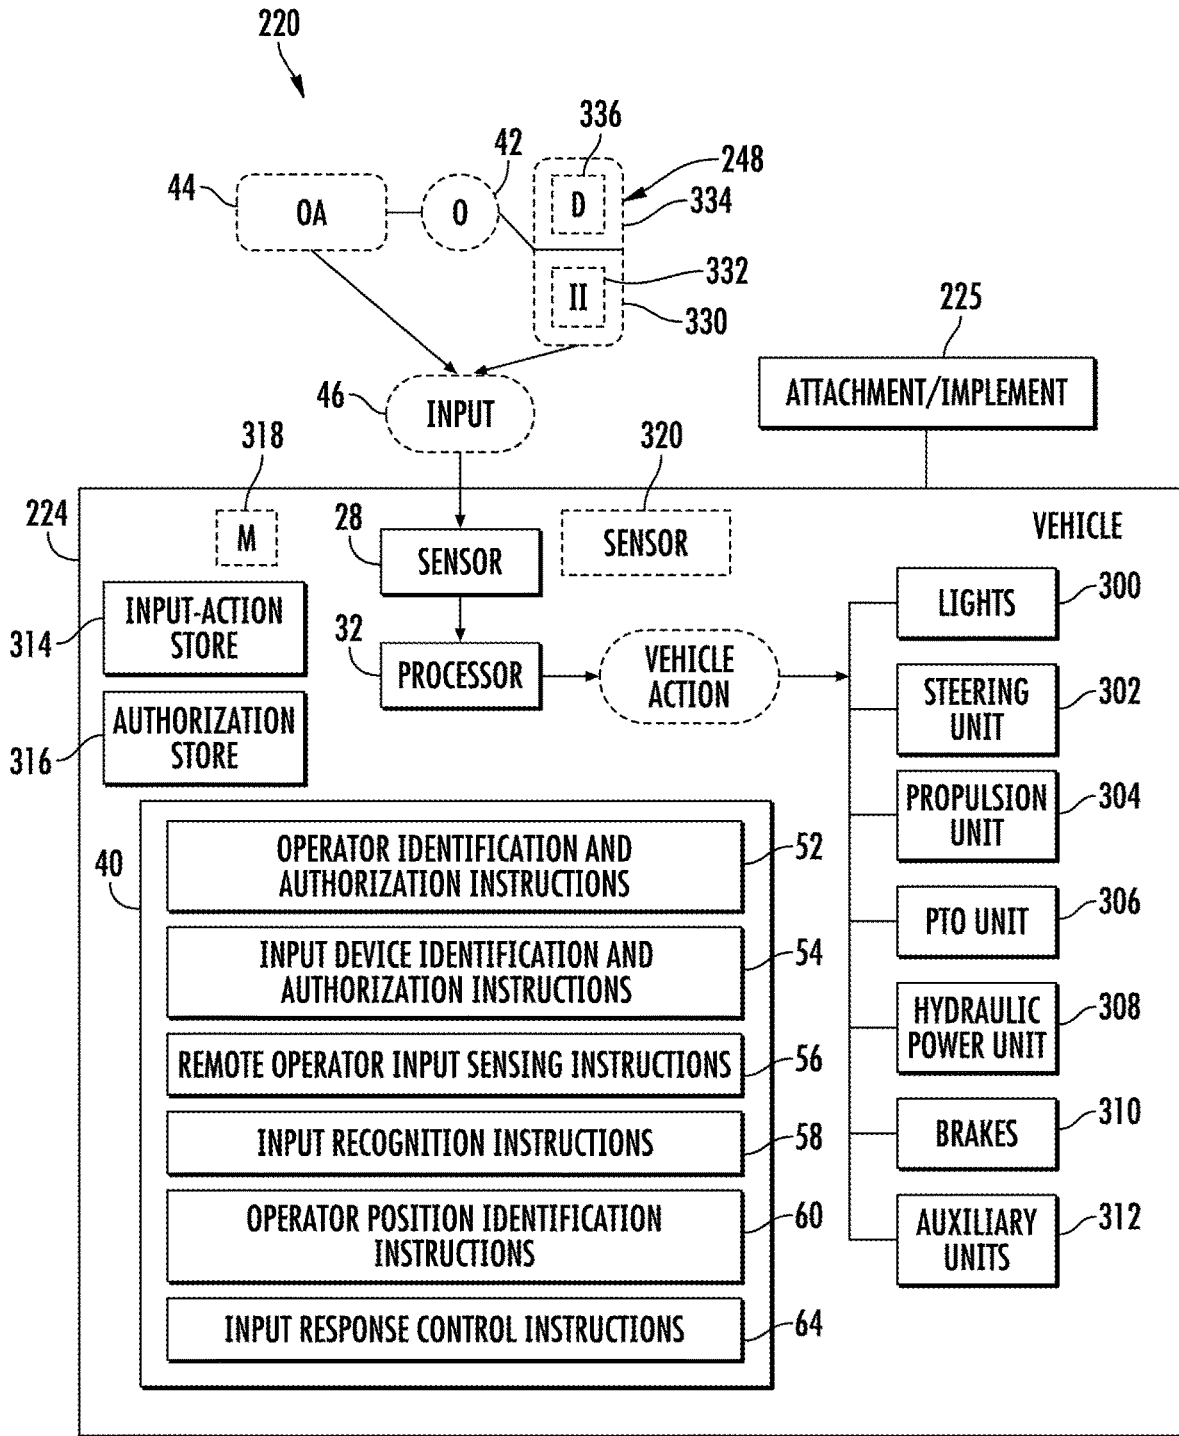 220
336
42
248
44
OA
O
D
334
II
332
330
225
46
INPUT
ATTACHMENT/IMPLEMENT
318
320
224
M
28
SENSOR
SENSOR
VEHICLE
314
INPUT-ACTION
STORE
32
PROCESSOR
VEHICLE
ACTION
316
AUTHORIZATION
STORE
LIGHTS
300
STEERING
UNIT
302
PROPULSION
UNIT
304
PTO UNIT
306
HYDRAULIC
POWER UNIT
308
BRAKES
310
AUXILIARY
UNITS
312
40
OPERATOR IDENTIFICATION AND
AUTHORIZATION INSTRUCTIONS
52
INPUT DEVICE IDENTIFICATION AND
AUTHORIZATION INSTRUCTIONS
54
REMOTE OPERATOR INPUT SENSING INSTRUCTIONS
56
INPUT RECOGNITION INSTRUCTIONS
58
OPERATOR POSITION IDENTIFICATION
INSTRUCTIONS
60
INPUT RESPONSE CONTROL INSTRUCTIONS
64